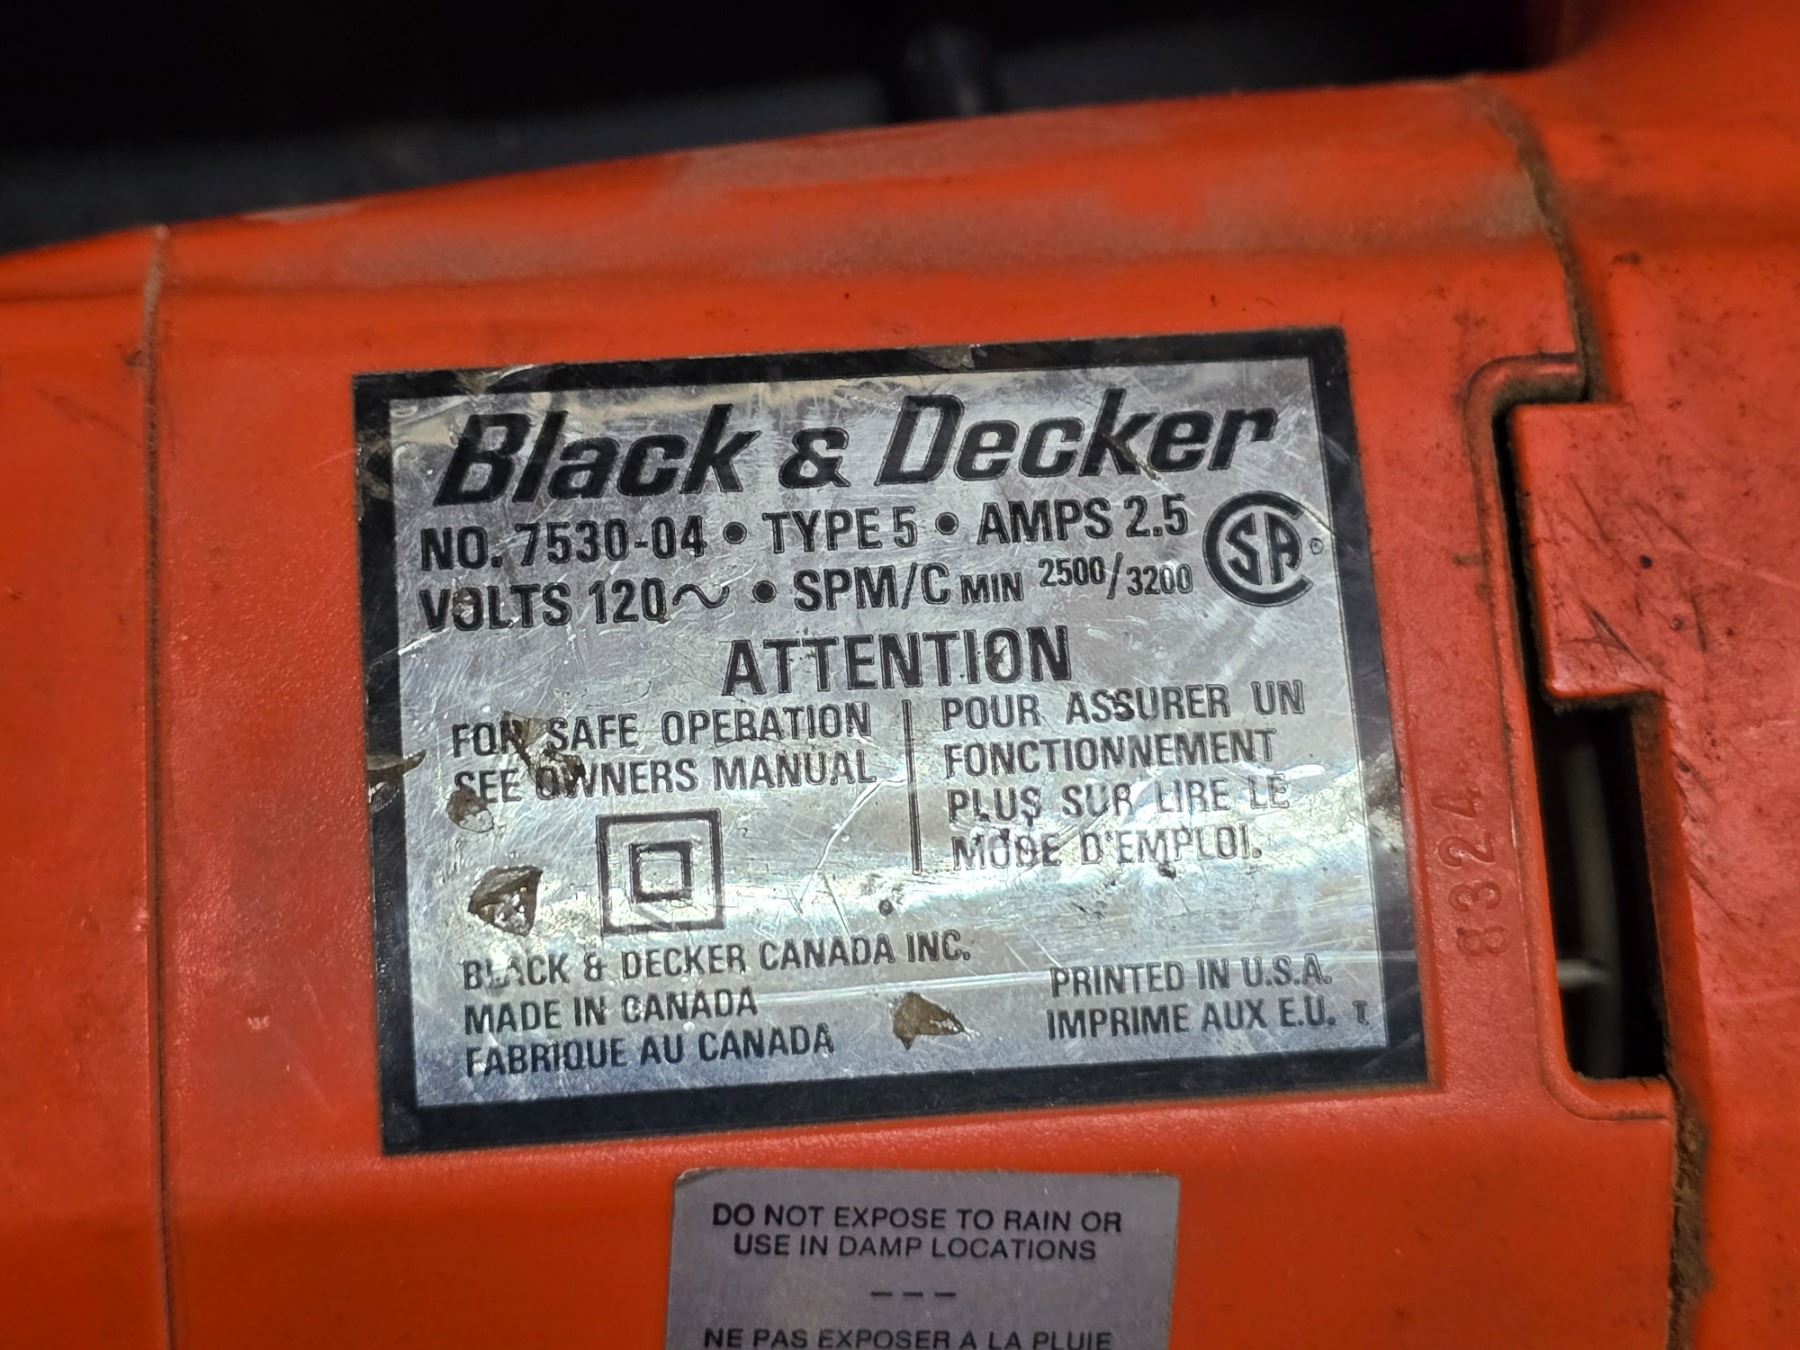 Black & Decker
NO. 7530-04 • TYPE 5 • AMPS 2.5
VOLTS 120~ • SPM/C MIN 2500/3200
CSA
ATTENTION
FOR SAFE OPERATION
SEE OWNERS MANUAL
POUR ASSURER UN
FONCTIONNEMENT
PLUS SUR LIRE LE
MODE D'EMPLOI.
BLACK & DECKER CANADA INC.
MADE IN CANADA
FABRIQUE AU CANADA
PRINTED IN U.S.A.
IMPRIME AUX E.U. T
8324
DO NOT EXPOSE TO RAIN OR
USE IN DAMP LOCATIONS
---
NE PAS EXPOSER A LA PLUIE